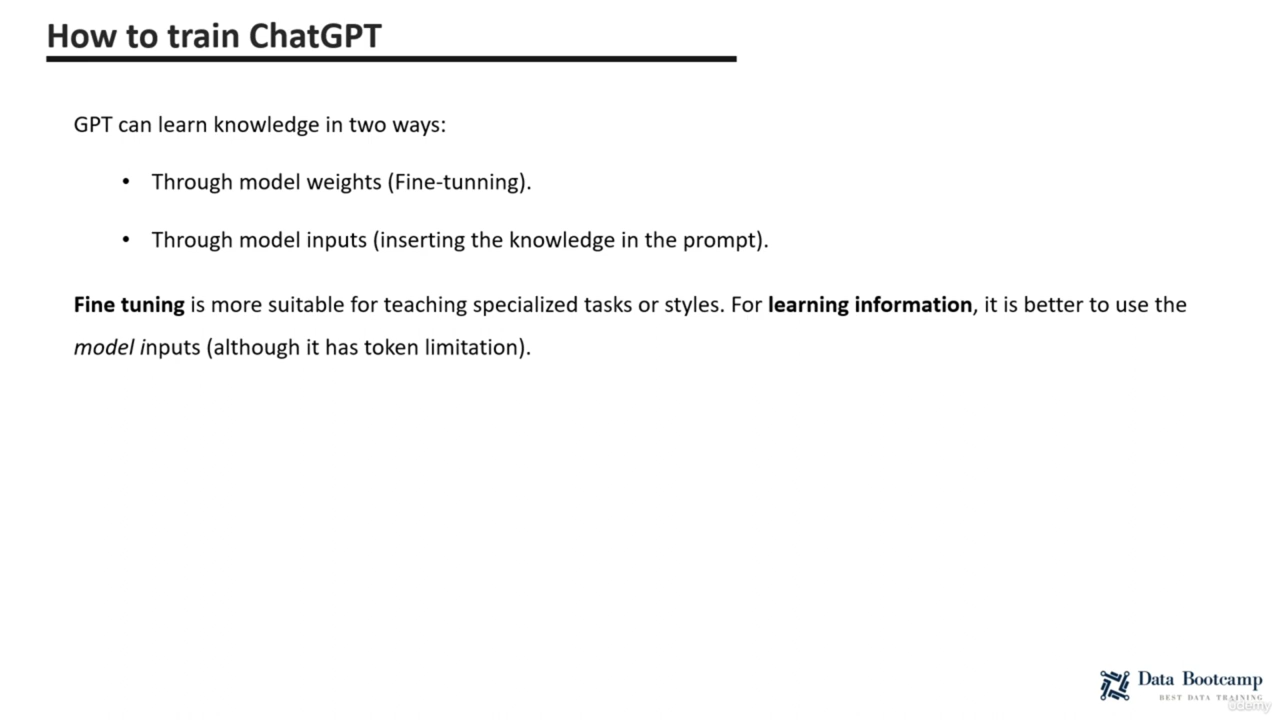 How to train ChatGPT
GPT can learn knowledge in two ways:
• Through model weights (Fine-tunning).
• Through model inputs (inserting the knowledge in the prompt).
Fine tuning is more suitable for teaching specialized tasks or styles. For learning information, it is better to use the
model inputs (although it has token limitation).
Data Bootcamp
BEST DATA TRAINING
udemy